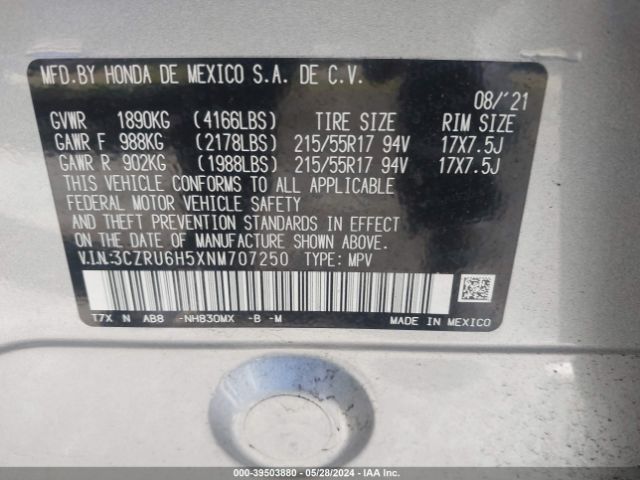 MFD.BY HONDA DE MEXICO S.A. DE C.V.
08/'21
GVWR 1890KG (4166LBS) TIRE SIZE RIM SIZE
GAWR F 988KG (2178LBS) 215/55R17 94V 17X7.5J
GAWR R 902KG (1988LBS) 215/55R17 94V 17X7.5J
THIS VEHICLE CONFORMS TO ALL APPLICABLE
FEDERAL MOTOR VEHICLE SAFETY
AND THEFT PREVENTION STANDARDS IN EFFECT
ON THE DATE OF MANUFACTURE SHOWN ABOVE.
V.I.N.:3CZRU6H5XNM707250 TYPE: MPV
T7X N AB8 -NH830MX -B -M MADE IN MEXICO
000-39503880 - 05/28/2024 - IAA Inc.